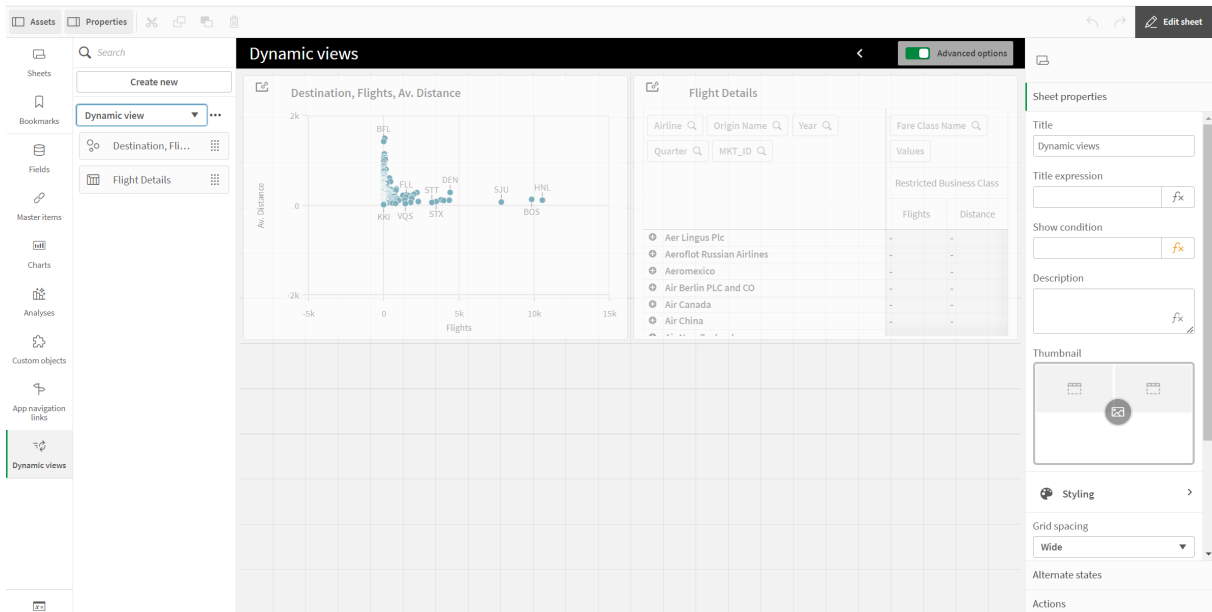 Assets Properties Edit sheet
Sheets
Bookmarks
Fields
Master items
Charts
Analyses
Custom objects
App navigation
links
Dynamic views
Search
Create new
Dynamic view
Destination, Fli...
Flight Details
Dynamic views
Advanced options
Destination, Flights, Av. Distance
2k
0
-2k
Av. Distance
BFL
FLL
STT
DEN
SJU
HNL
KKI
VQS
STX
BOS
-5k 0 5k 10k 15k
Flights
Flight Details
Airline Origin Name Year
Quarter MKT_ID
Fare Class Name
Values
Restricted Business Class
Flights Distance
Aer Lingus Plc - -
Aeroflot Russian Airlines - -
Aeromexico - -
Air Berlin PLC and CO - -
Air Canada - -
Air China - -
Sheet properties
Title
Dynamic views
Title expression
fx
Show condition
fx
Description
fx
Thumbnail
Styling
Grid spacing
Wide
Alternate states
Actions